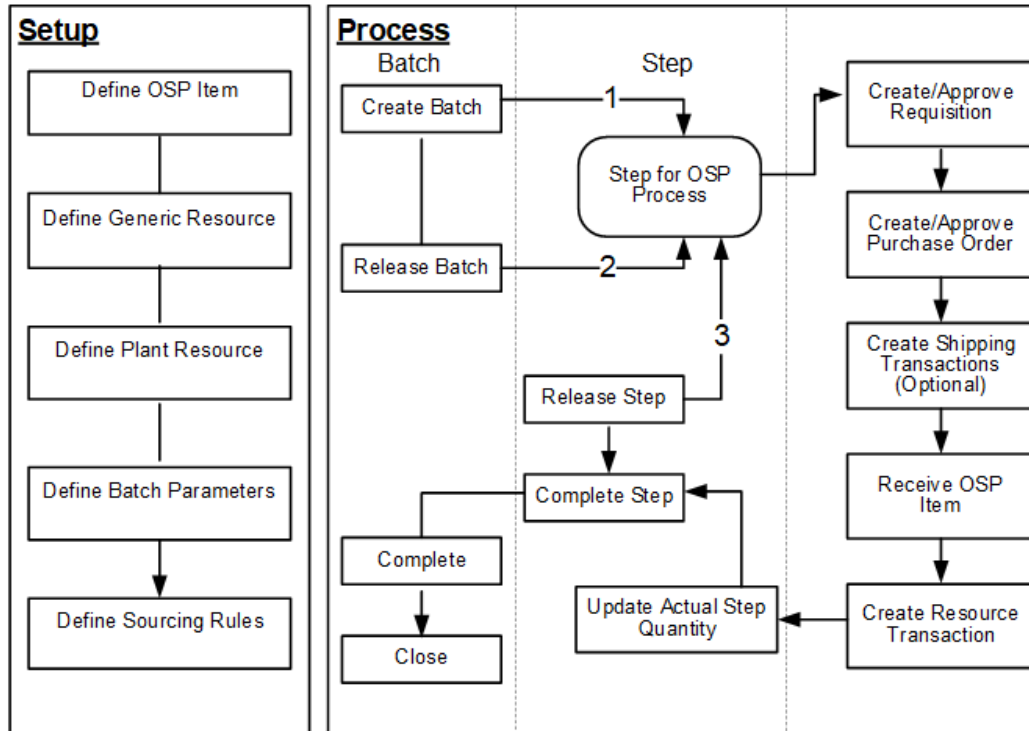 Setup
Define OSP Item
Define Generic Resource
Define Plant Resource
Define Batch Parameters
Define Sourcing Rules
Process
Batch
Step
Create Batch
1
Step for OSP
Process
Release Batch
2
3
Release Step
Complete Step
Complete
Close
Update Actual Step
Quantity
Create/Approve
Requisition
Create/Approve
Purchase Order
Create Shipping
Transactions
(Optional)
Receive OSP
Item
Create Resource
Transaction